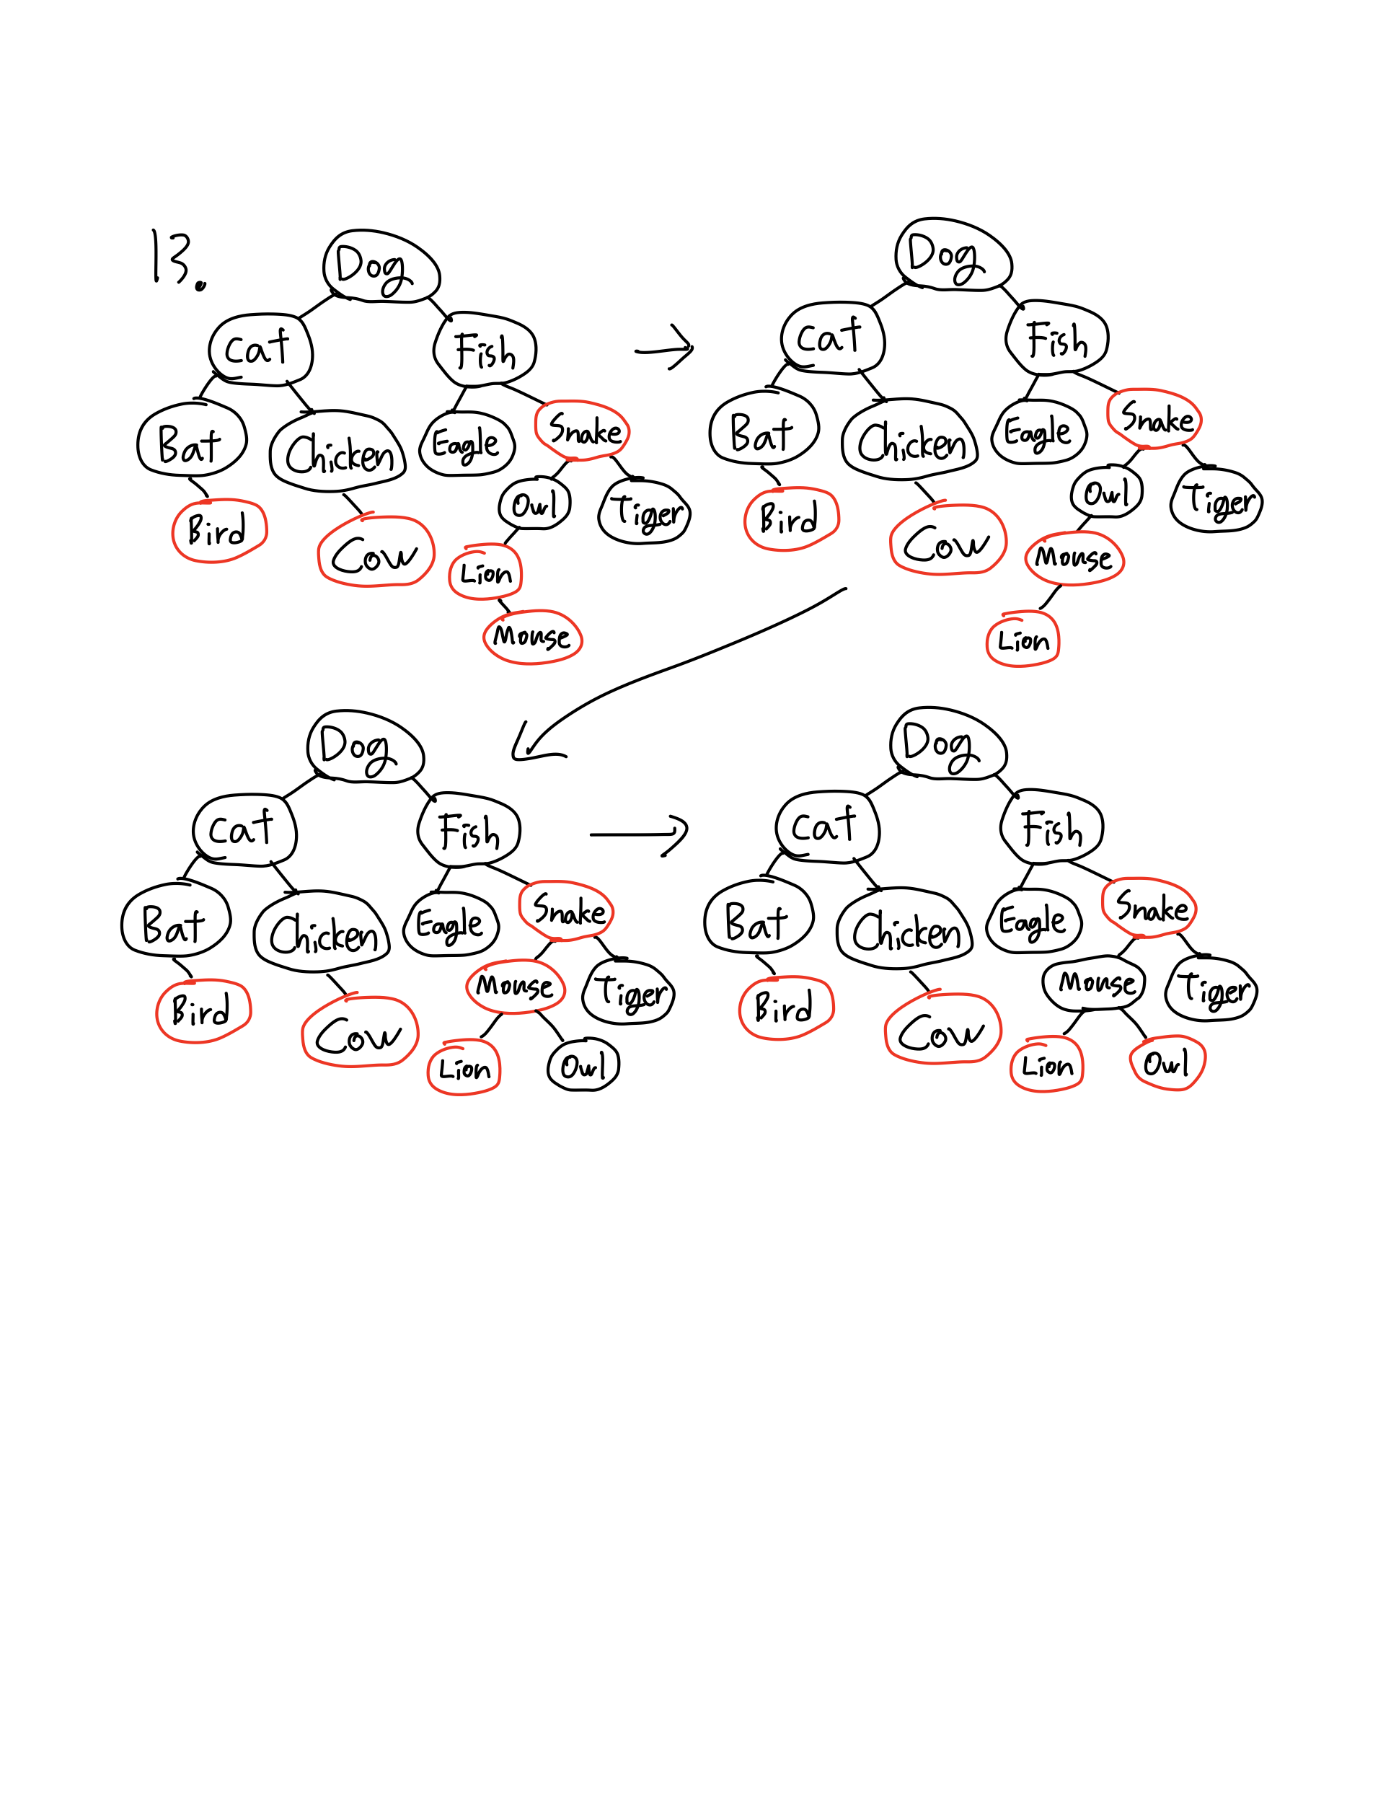 13.
Dog
Cat Fish
Bat Chicken Eagle Snake
Bird Cow Owl Tiger
Lion
Mouse
Dog
Cat Fish
Bat Chicken Eagle Snake
Bird Cow Owl Tiger
Mouse
Lion
Dog
Cat Fish
Bat Chicken Eagle Snake
Bird Cow Mouse Tiger
Lion Owl
Dog
Cat Fish
Bat Chicken Eagle Snake
Bird Cow Mouse Tiger
Lion Owl